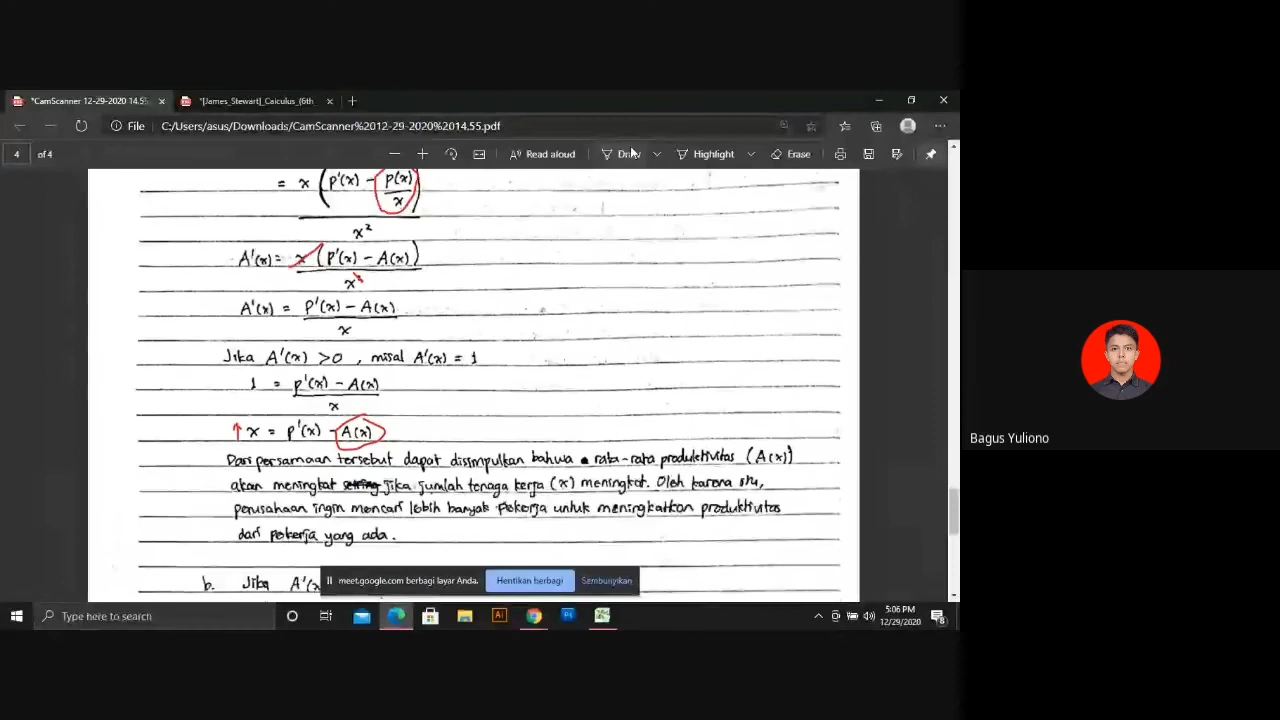 *CamScanner 12-29-2020 14.55.
*[James_Stewart]_Calculus_(6th_
File C:/Users/asus/Downloads/CamScanner%2012-29-2020%2014.55.pdf
4 of 4 Read aloud Draw Highlight Erase
= x (p'(x) - p(x)/x)
x²
A'(x) = x (p'(x) - A(x))
x²
A'(x) = p'(x) - A(x)
x
Jika A'(x) >0 , misal A'(x) = 1
1 = p'(x) - A(x)
x
↑ x = p'(x) - A(x)
Dari persamaan tersebut dapat disimpulkan bahwa rata-rata produktivitas (A(x))
akan meningkat jika jumlah tenaga kerja (x) meningkat. Oleh karena itu,
perusahaan ingin mencari lebih banyak pekerja untuk meningkatkan produktivitas
dari pekerja yang ada.
b. Jika A'(x
meet.google.com berbagi layar Anda. Hentikan berbagi Sembunyikan
Bagus Yuliono
Type here to search
5:06 PM
12/29/2020